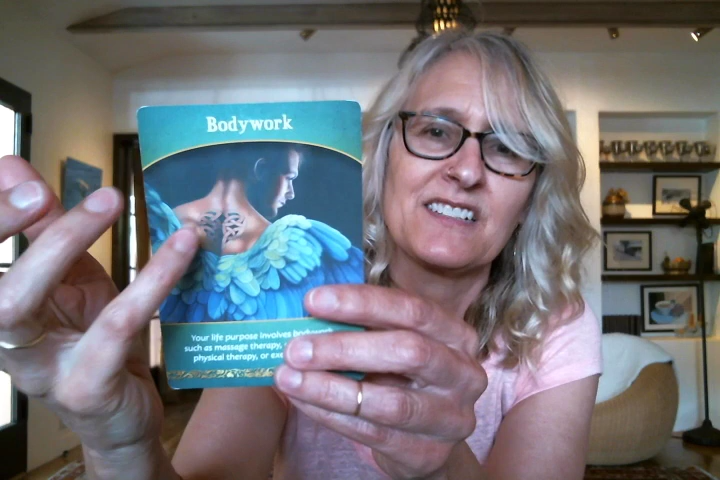 Bodywork
Your life purpose involves bodywork
such as massage therapy,
physical therapy, or